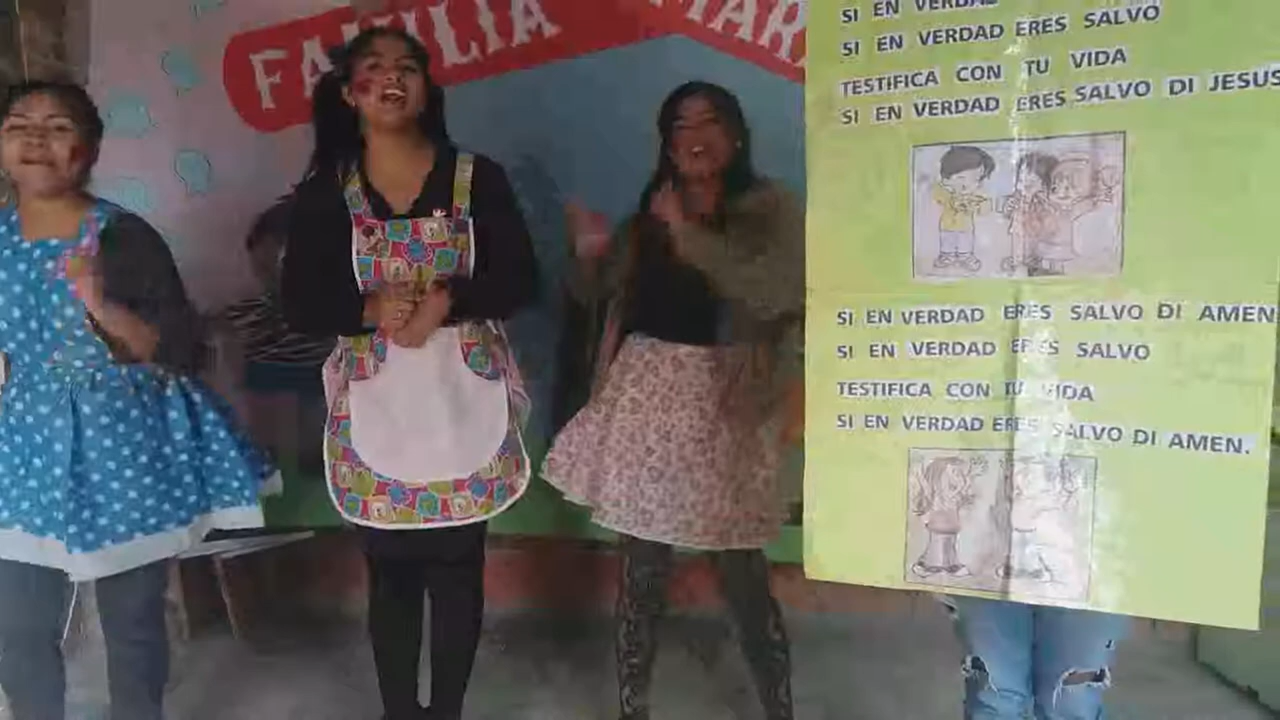 FAMILIA
MAR
SI EN VERDAD
SI EN VERDAD ERES SALVO
TESTIFICA CON TU VIDA
SI EN VERDAD ERES SALVO DI JESUS
SI EN VERDAD ERES SALVO DI AMEN
SI EN VERDAD ERES SALVO
TESTIFICA CON TU VIDA
SI EN VERDAD ERES SALVO DI AMEN.